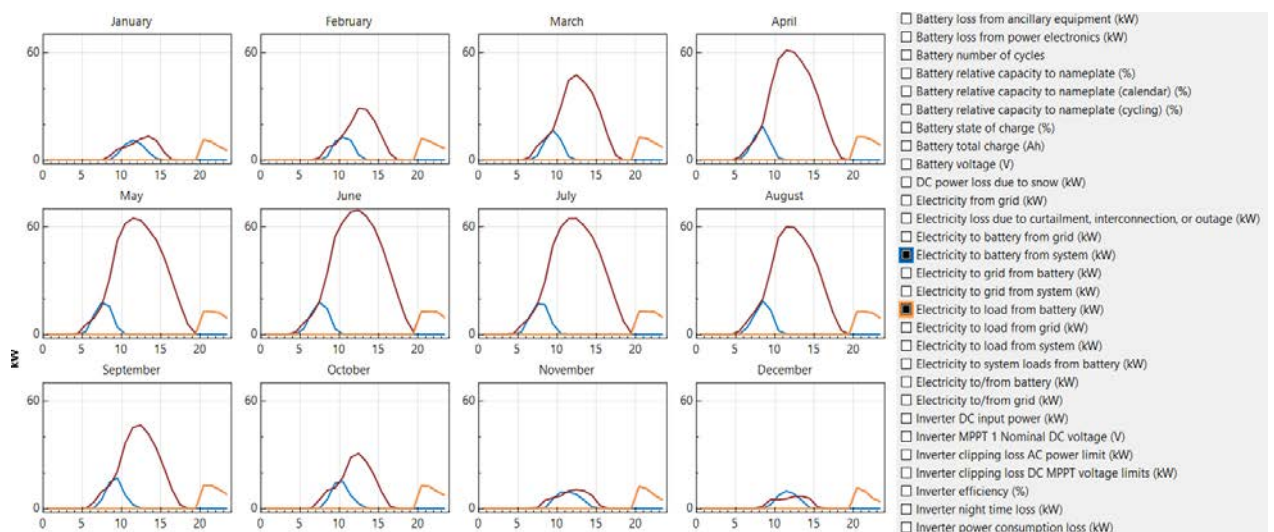 January February March April
60 60 60 60
0 0 0 0
0 5 10 15 20 0 5 10 15 20 0 5 10 15 20 0 5 10 15 20
May June July August
60 60 60 60
0 0 0 0
0 5 10 15 20 0 5 10 15 20 0 5 10 15 20 0 5 10 15 20
kW
September October November December
60 60 60 60
0 0 0 0
0 5 10 15 20 0 5 10 15 20 0 5 10 15 20 0 5 10 15 20
Battery loss from ancillary equipment (kW)
Battery loss from power electronics (kW)
Battery number of cycles
Battery relative capacity to nameplate (%)
Battery relative capacity to nameplate (calendar) (%)
Battery relative capacity to nameplate (cycling) (%)
Battery state of charge (%)
Battery total charge (Ah)
Battery voltage (V)
DC power loss due to snow (kW)
Electricity from grid (kW)
Electricity loss due to curtailment, interconnection, or outage (kW)
Electricity to battery from grid (kW)
Electricity to battery from system (kW)
Electricity to grid from battery (kW)
Electricity to grid from system (kW)
Electricity to load from battery (kW)
Electricity to load from grid (kW)
Electricity to load from system (kW)
Electricity to system loads from battery (kW)
Electricity to/from battery (kW)
Electricity to/from grid (kW)
Inverter DC input power (kW)
Inverter MPPT 1 Nominal DC voltage (V)
Inverter clipping loss AC power limit (kW)
Inverter clipping loss DC MPPT voltage limits (kW)
Inverter efficiency (%)
Inverter night time loss (kW)
Inverter power consumption loss (kW)